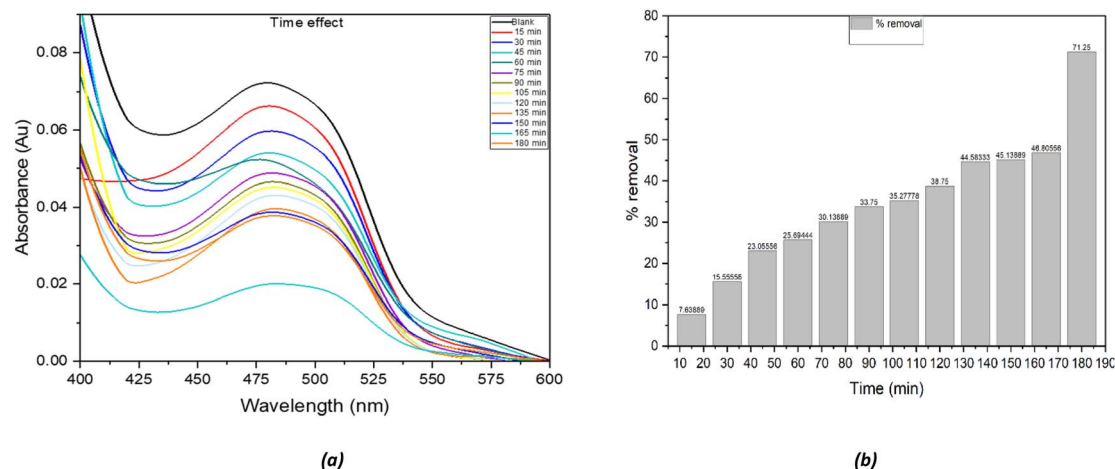 Time effect
Blank
15 min
30 min
45 min
60 min
75 min
90 min
105 min
120 min
135 min
150 min
165 min
180 min
0.08
0.06
0.04
0.02
0.00
Absorbance (Au)
400 425 450 475 500 525 550 575 600
Wavelength (nm)
(a)
% removal
80
70
60
50
40
30
20
10
0
% removal
7.63889
15.55556
23.05556
25.69444
30.13889
33.75
35.27778
38.75
44.58333
45.13889
46.80556
71.25
10 20 30 40 50 60 70 80 90 100 110 120 130 140 150 160 170 180 190
Time (min)
(b)